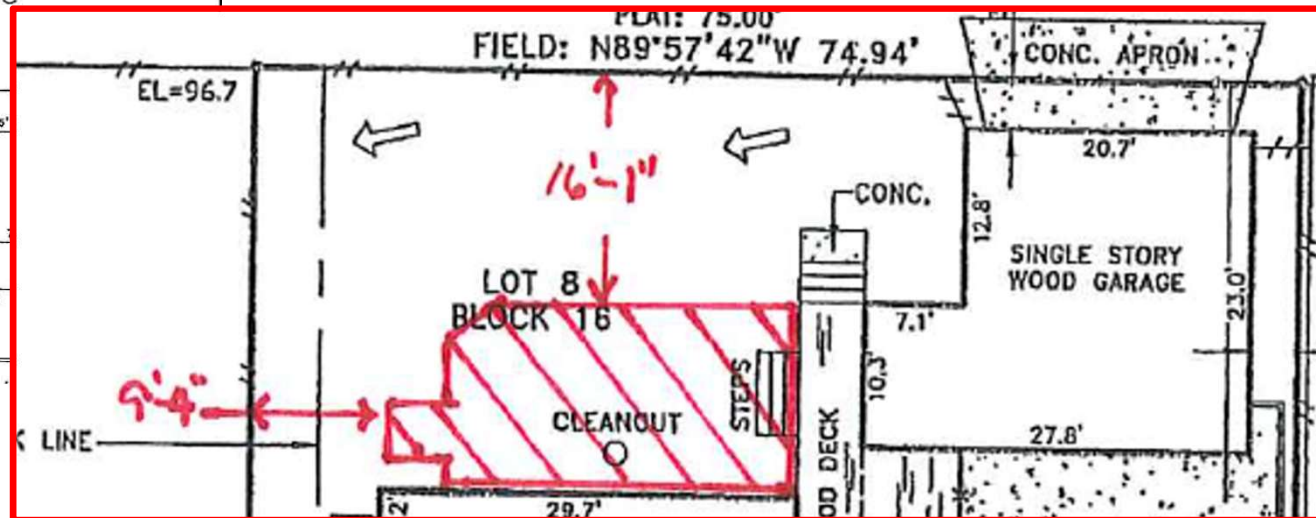 PLAT: 75.00'
FIELD: N89°57'42"W 74.94'
EL=96.7
CONC. APRON
20.7'
16'-1"
CONC.
12.8'
SINGLE STORY
WOOD GARAGE
23.0'
LOT 8
BLOCK 16
7.1'
STEPS
10.3'
9'-4"
CLEANOUT
LINE
DECK
27.8'
29.7'